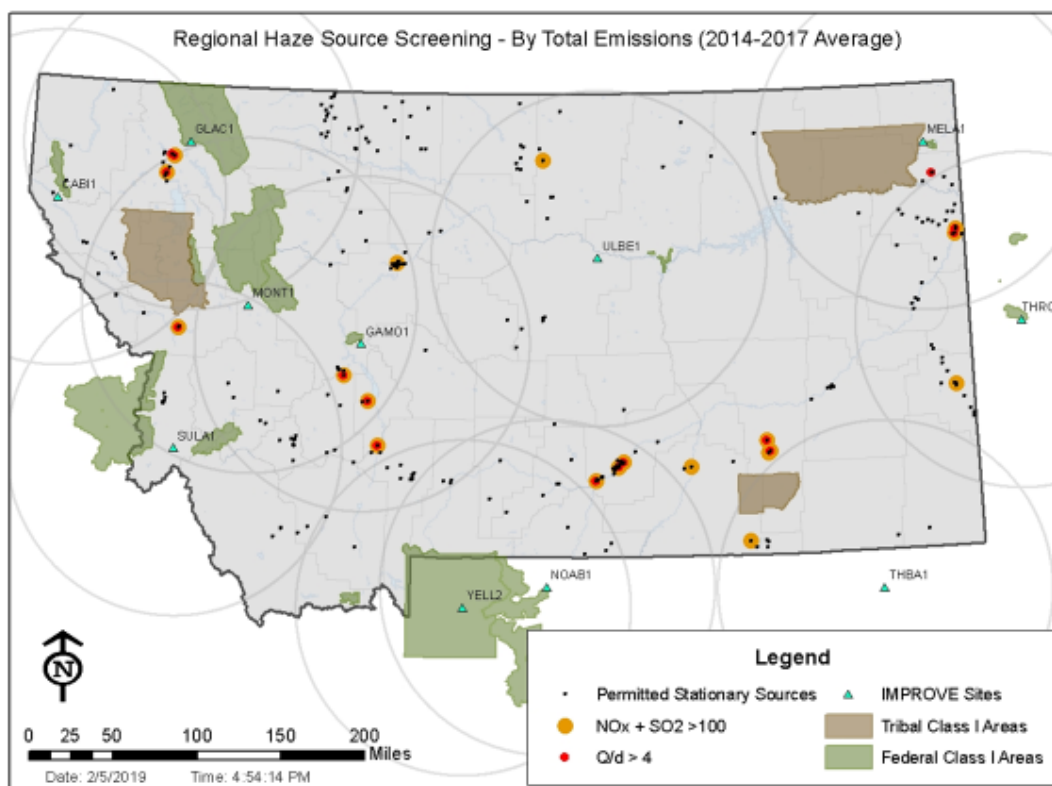 Regional Haze Source Screening - By Total Emissions (2014-2017 Average)
GLAC1
MELA1
CABI1
ULBE1
MONT1
THRO
GAMO1
SULA1
NOAB1
THBA1
YELL2
N
0 25 50 100 150 200
Miles
Date: 2/5/2019 Time: 4:54:14 PM
Legend
Permitted Stationary Sources
IMPROVE Sites
NOx + SO2 >100
Tribal Class I Areas
Q/d > 4
Federal Class I Areas